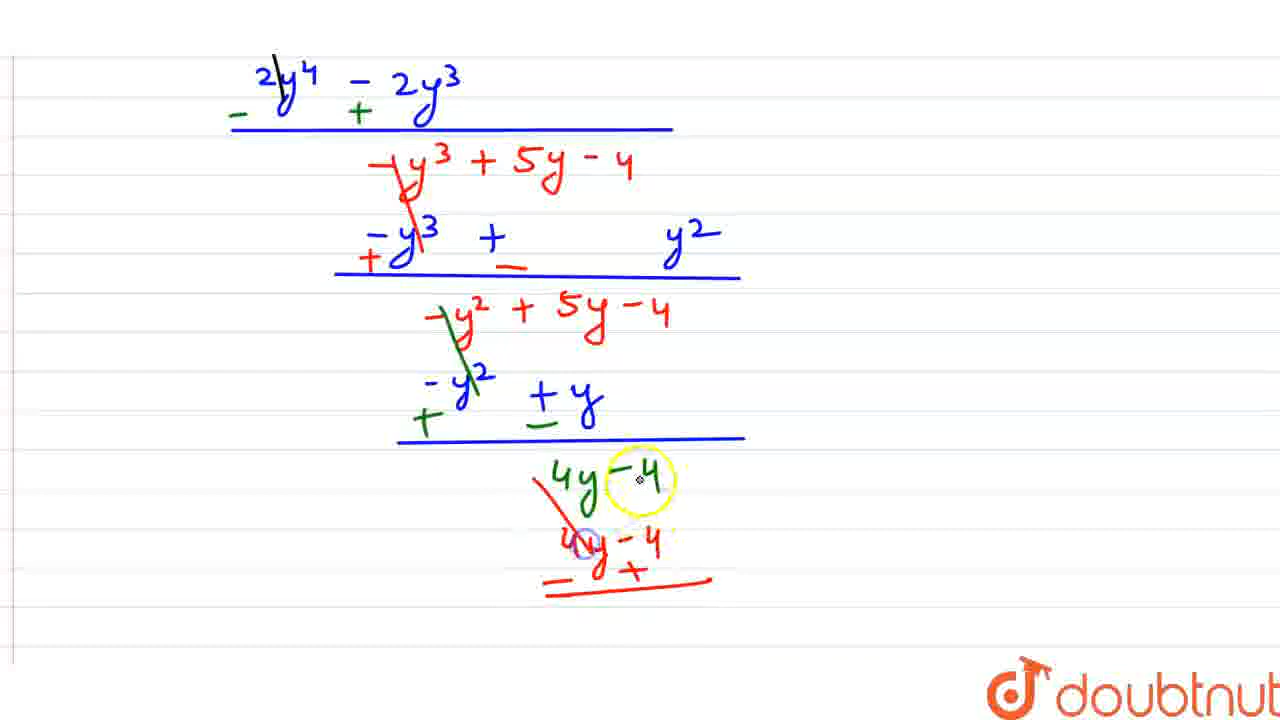 2y⁴ - 2y³
- +
-y³ + 5y - 4
-y³ + y²
+ -
-y² + 5y - 4
-y² + y
+ -
4y - 4
4y - 4
- +
doubtnut